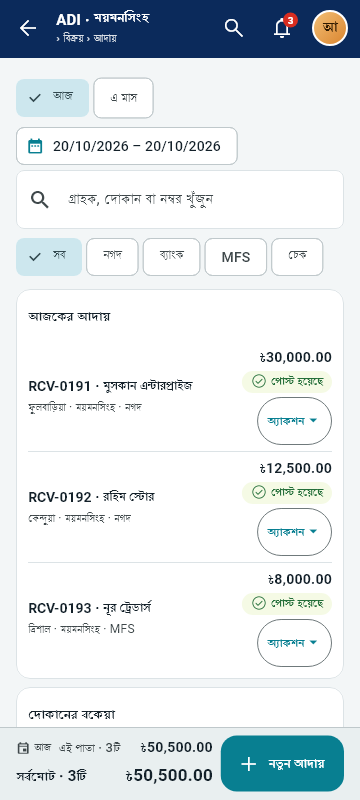 ADI · ময়মনসিংহ
› বিক্রয় › আদায়
3
আা
আজ
এ মাস
20/10/2026 – 20/10/2026
গ্রাহক, দোকান বা নম্বর খুঁজুন
সব
নগদ
ব্যাংক
MFS
চেক
আজকের আদায়
৳30,000.00
RCV-0191 · মুসকান এন্টারপ্রাইজ
পোস্ট হয়েছে
ফুলবাড়িয়া · ময়মনসিংহ · নগদ
অ্যাকশন
৳12,500.00
RCV-0192 · রহিম স্টোর
পোস্ট হয়েছে
কেন্দুয়া · ময়মনসিংহ · নগদ
অ্যাকশন
৳8,000.00
RCV-0193 · নূর ট্রেডার্স
পোস্ট হয়েছে
ত্রিশাল · ময়মনসিংহ · MFS
অ্যাকশন
দোকানের বকেয়া
আজ এই পাতা · 3টি ৳50,500.00
সর্বমোট · 3টি ৳50,500.00
নতুন আদায়